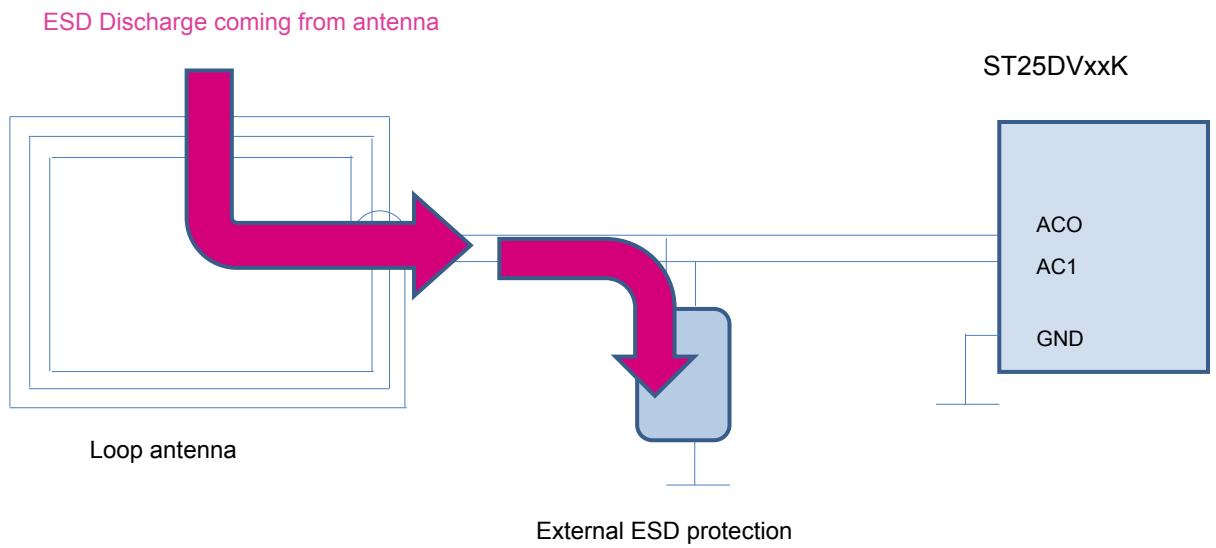 ESD Discharge coming from antenna
ST25DVxxK
ACO
AC1
GND
Loop antenna
External ESD protection